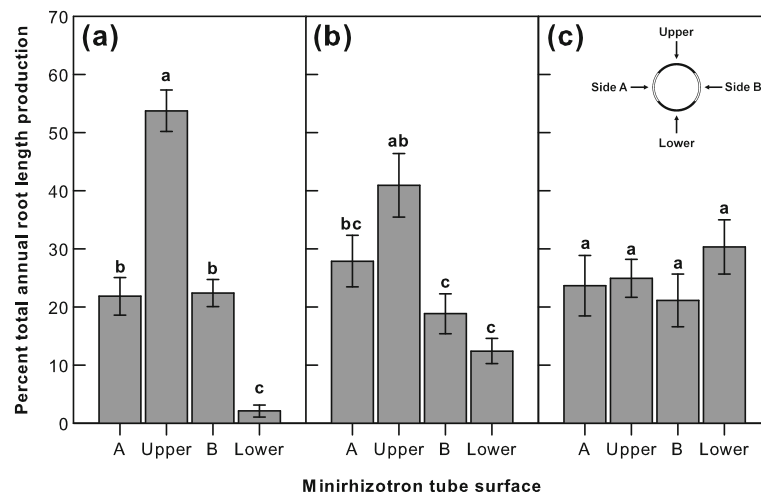 Percent total annual root length production
70
60
50
40
30
20
10
0
(a)
b
a
b
c
A Upper B Lower
(b)
bc
ab
c
c
A Upper B Lower
(c)
Upper
Side A
Side B
Lower
a
a
a
a
A Upper B Lower
Minirhizotron tube surface